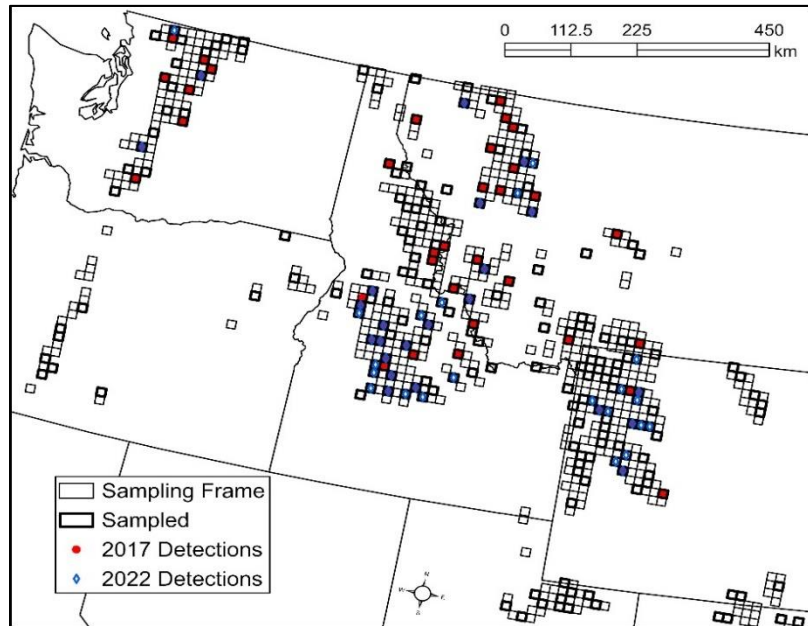 0 112.5 225 450
km
Sampling Frame
Sampled
2017 Detections
2022 Detections
N
W E
S